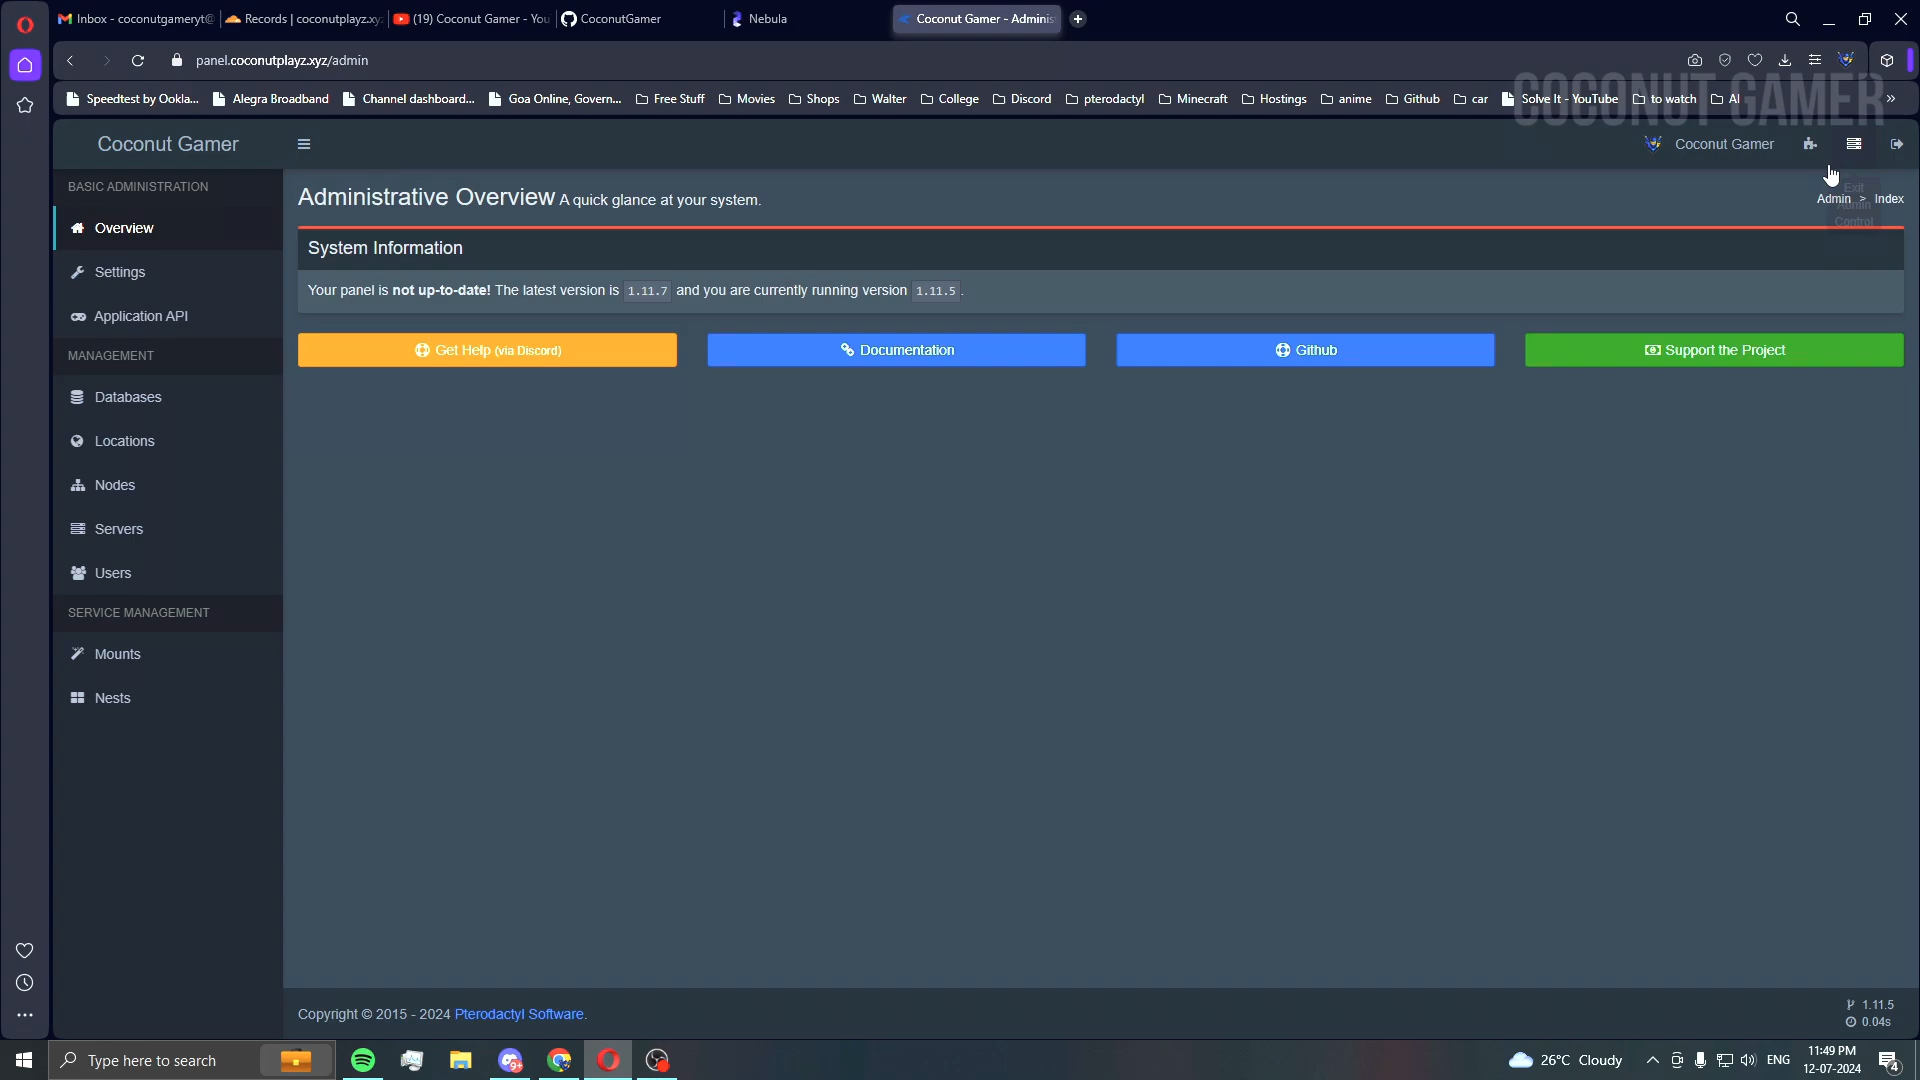 Inbox - coconutgameryt@
Records | coconutplayz.xy
(19) Coconut Gamer - You
CoconutGamer
Nebula
Coconut Gamer - Adminis
panel.coconutplayz.xyz/admin
Speedtest by Ookla...
Alegra Broadband
Channel dashboard...
Goa Online, Govern...
Free Stuff
Movies
Shops
Walter
College
Discord
pterodactyl
Minecraft
Hostings
anime
Github
car
Solve It - YouTube
to watch
AI
COCONUT GAMER
Coconut Gamer
Coconut Gamer
BASIC ADMINISTRATION
Overview
Settings
Application API
MANAGEMENT
Databases
Locations
Nodes
Servers
Users
SERVICE MANAGEMENT
Mounts
Nests
Administrative Overview A quick glance at your system.
Exit
Admin
Control
Admin > Index
System Information
Your panel is not up-to-date! The latest version is 1.11.7 and you are currently running version 1.11.5.
Get Help (via Discord)
Documentation
Github
Support the Project
Copyright © 2015 - 2024 Pterodactyl Software.
1.11.5
0.04s
Type here to search
26°C Cloudy
ENG
11:49 PM
12-07-2024
4